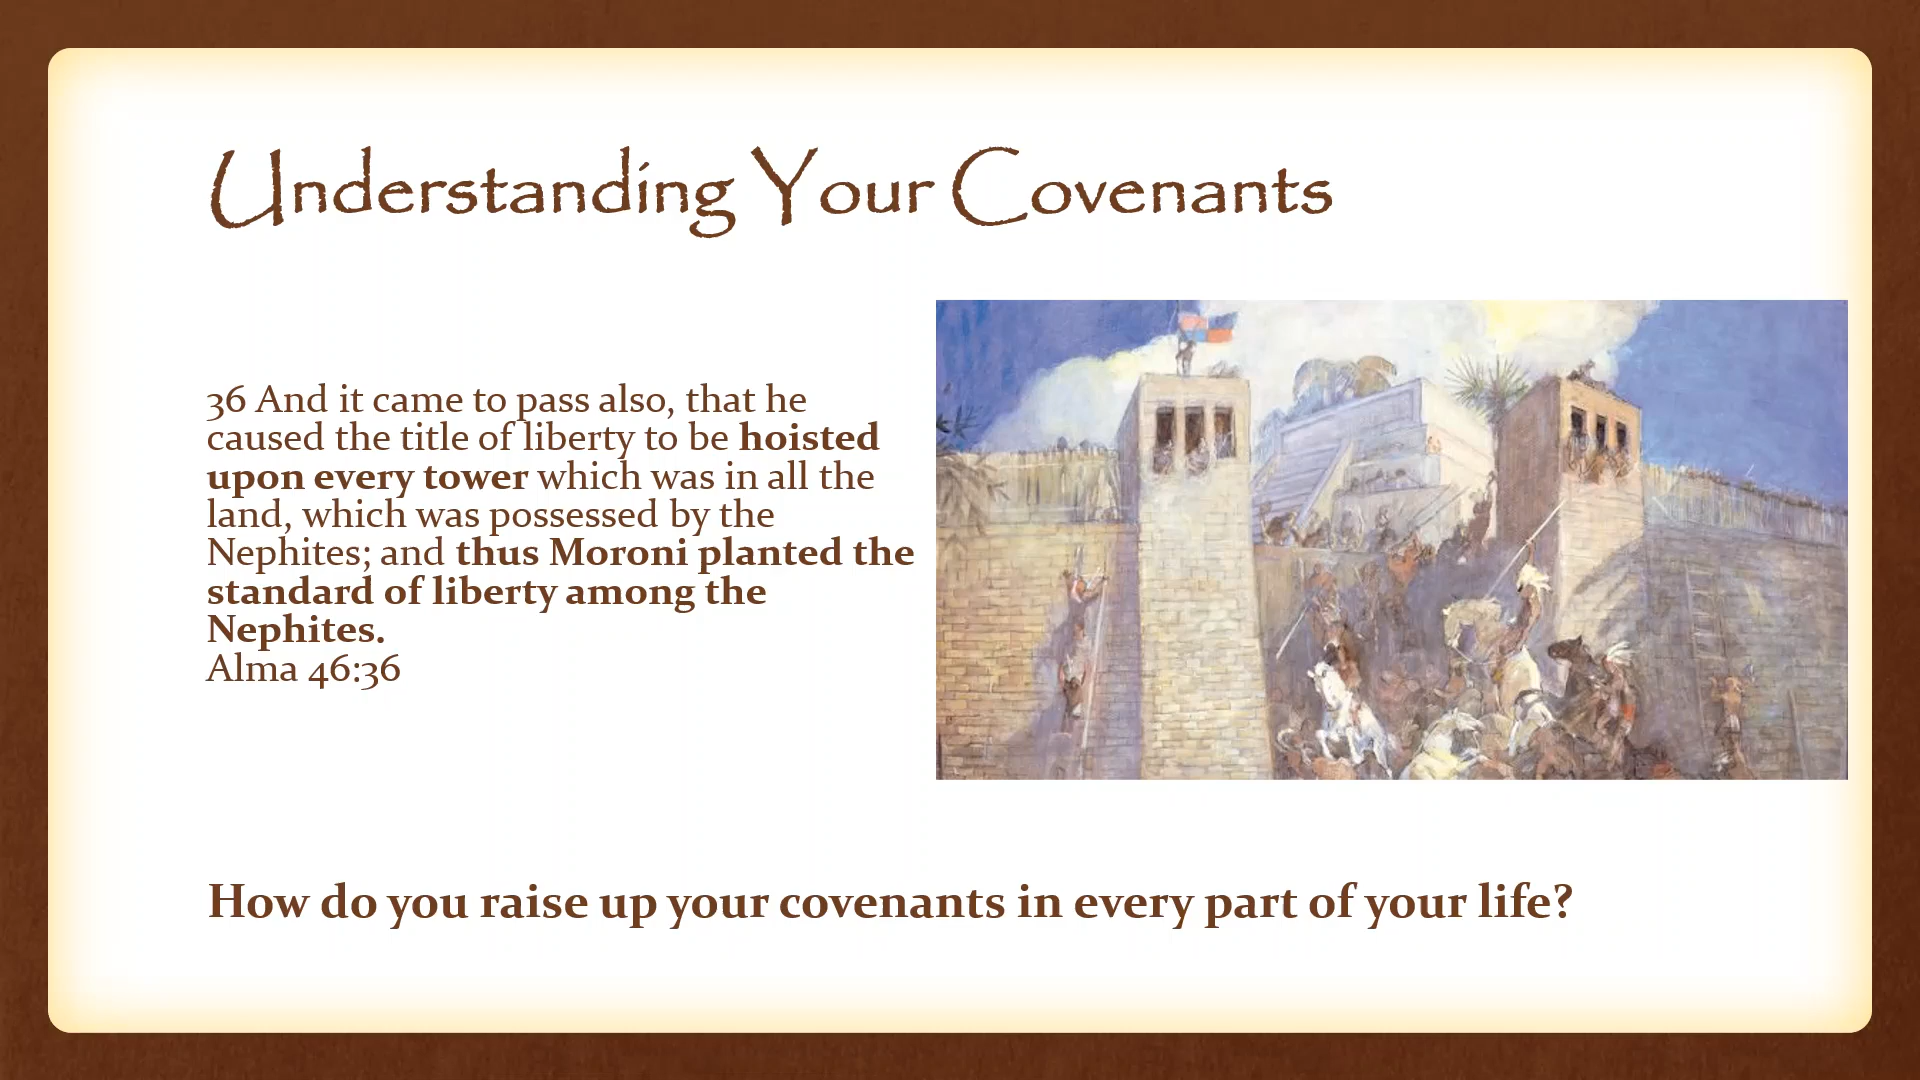 Understanding Your Covenants
36 And it came to pass also, that he
caused the title of liberty to be hoisted
upon every tower which was in all the
land, which was possessed by the
Nephites; and thus Moroni planted the
standard of liberty among the
Nephites.
Alma 46:36
How do you raise up your covenants in every part of your life?